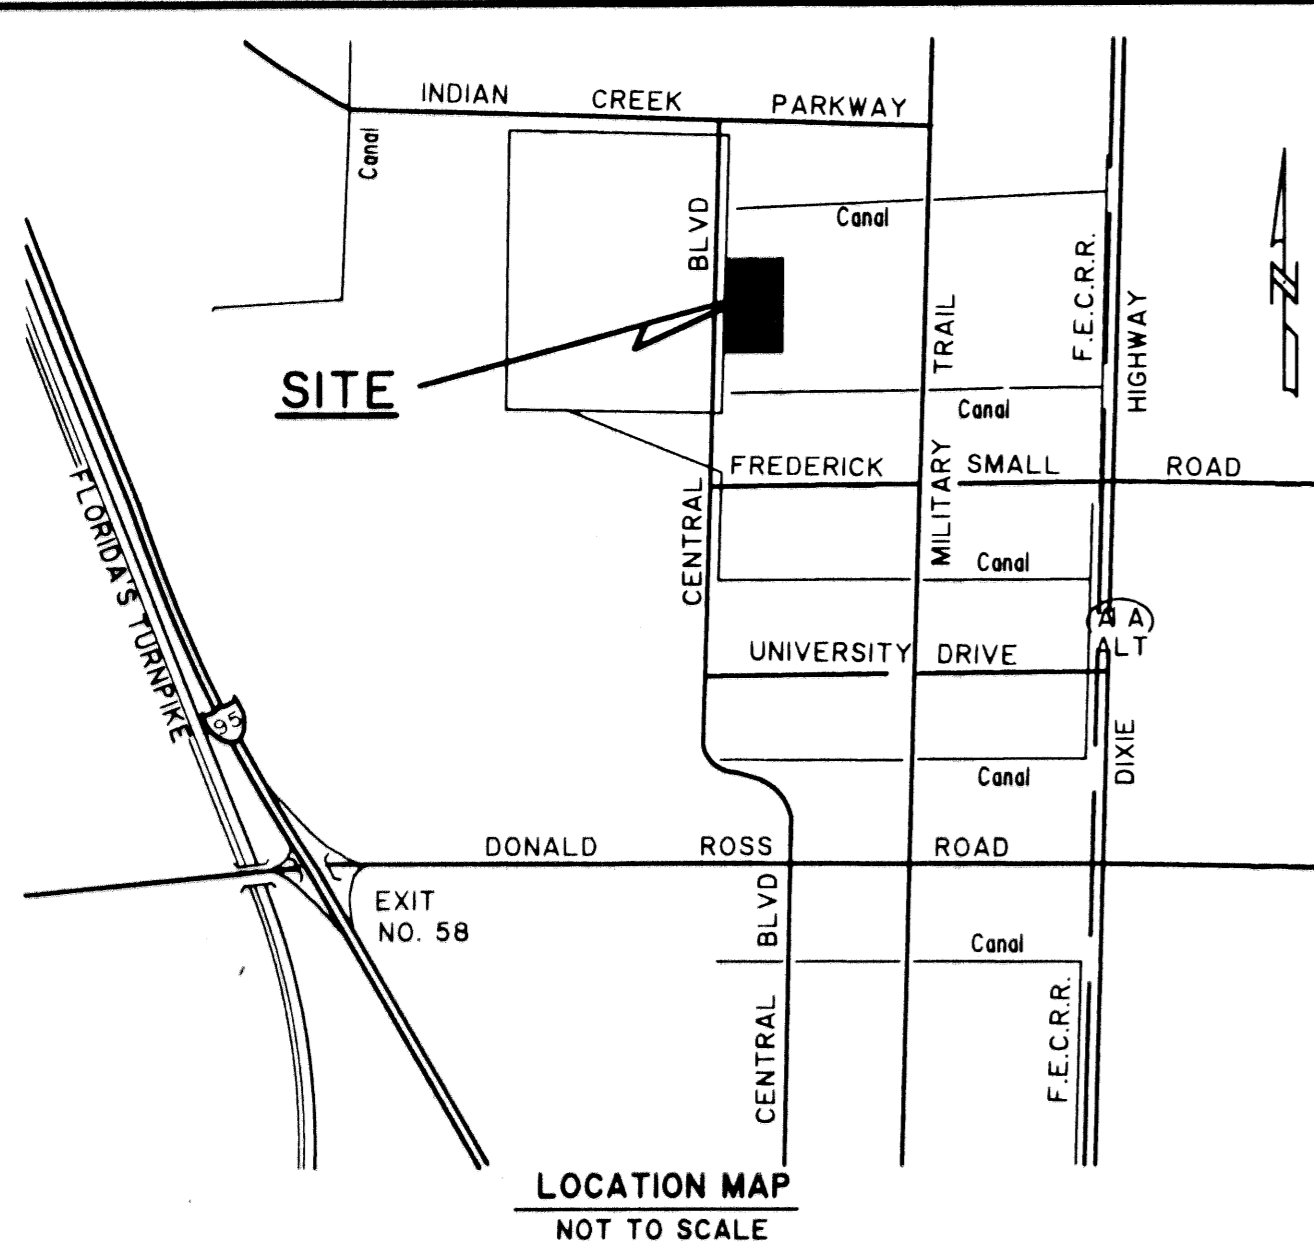 INDIAN CREEK PARKWAY
Canal
BLVD
Canal
F.E.C.R.R.
HIGHWAY
TRAIL
N
SITE
Canal
FREDERICK SMALL ROAD
MILITARY
CENTRAL
FLORIDA'S TURNPIKE
Canal
A A
ALT
UNIVERSITY DRIVE
95
DIXIE
Canal
DONALD ROSS ROAD
EXIT
NO. 58
BLVD
Canal
CENTRAL
F.E.C.R.R.
LOCATION MAP
NOT TO SCALE